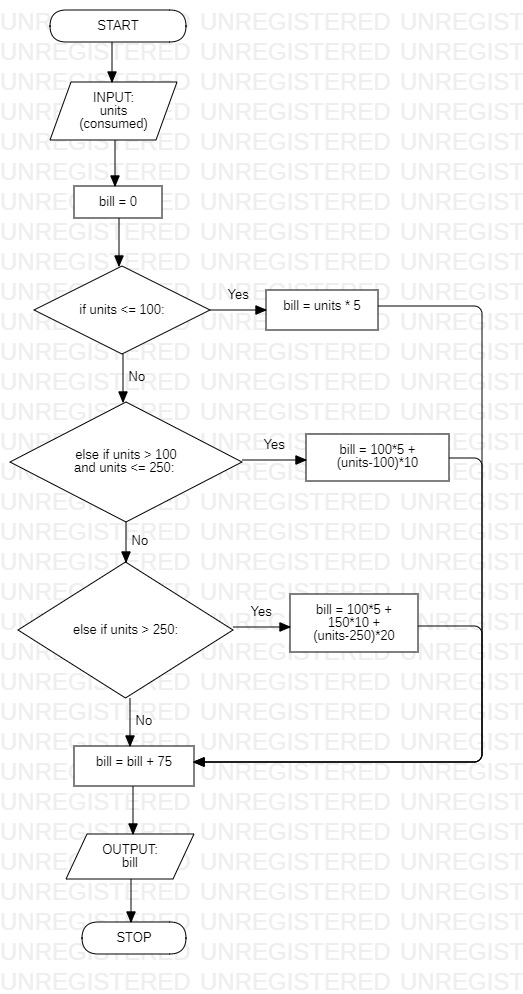 START
INPUT:
units
(consumed)
bill = 0
if units <= 100:
Yes
bill = units * 5
No
else if units > 100
and units <= 250:
Yes
bill = 100*5 +
(units-100)*10
No
else if units > 250:
Yes
bill = 100*5 +
150*10 +
(units-250)*20
No
bill = bill + 75
OUTPUT:
bill
STOP
UNREGISTERED